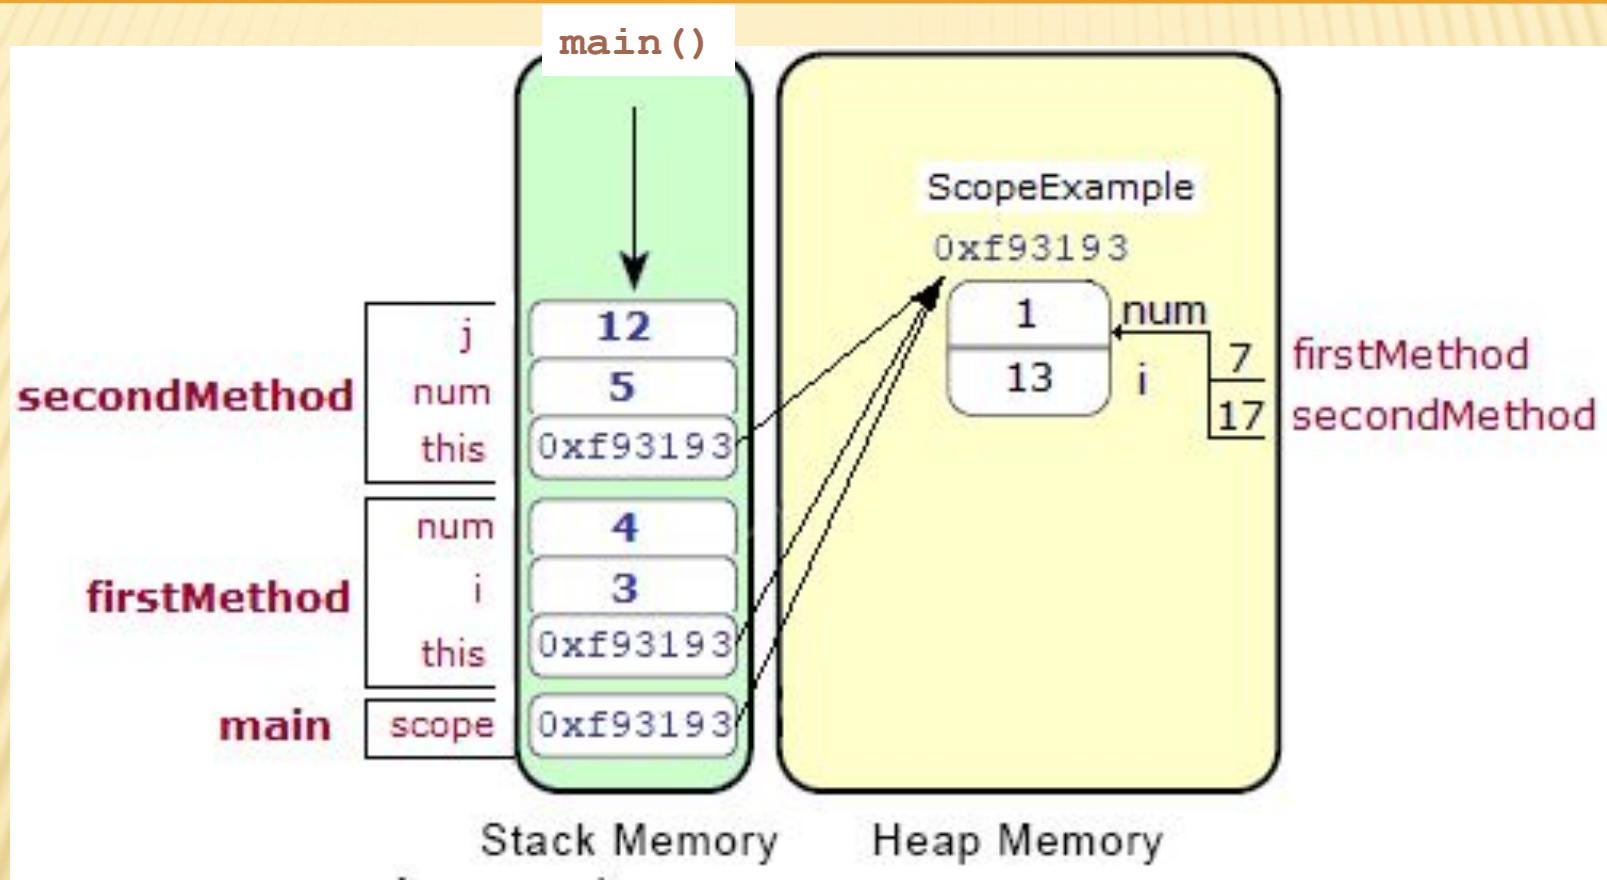 main()
ScopeExample
0xf93193
j 12
secondMethod num 5
this 0xf93193
1 num
13 i
7 firstMethod
17 secondMethod
num 4
firstMethod i 3
this 0xf93193
main scope 0xf93193
Stack Memory Heap Memory